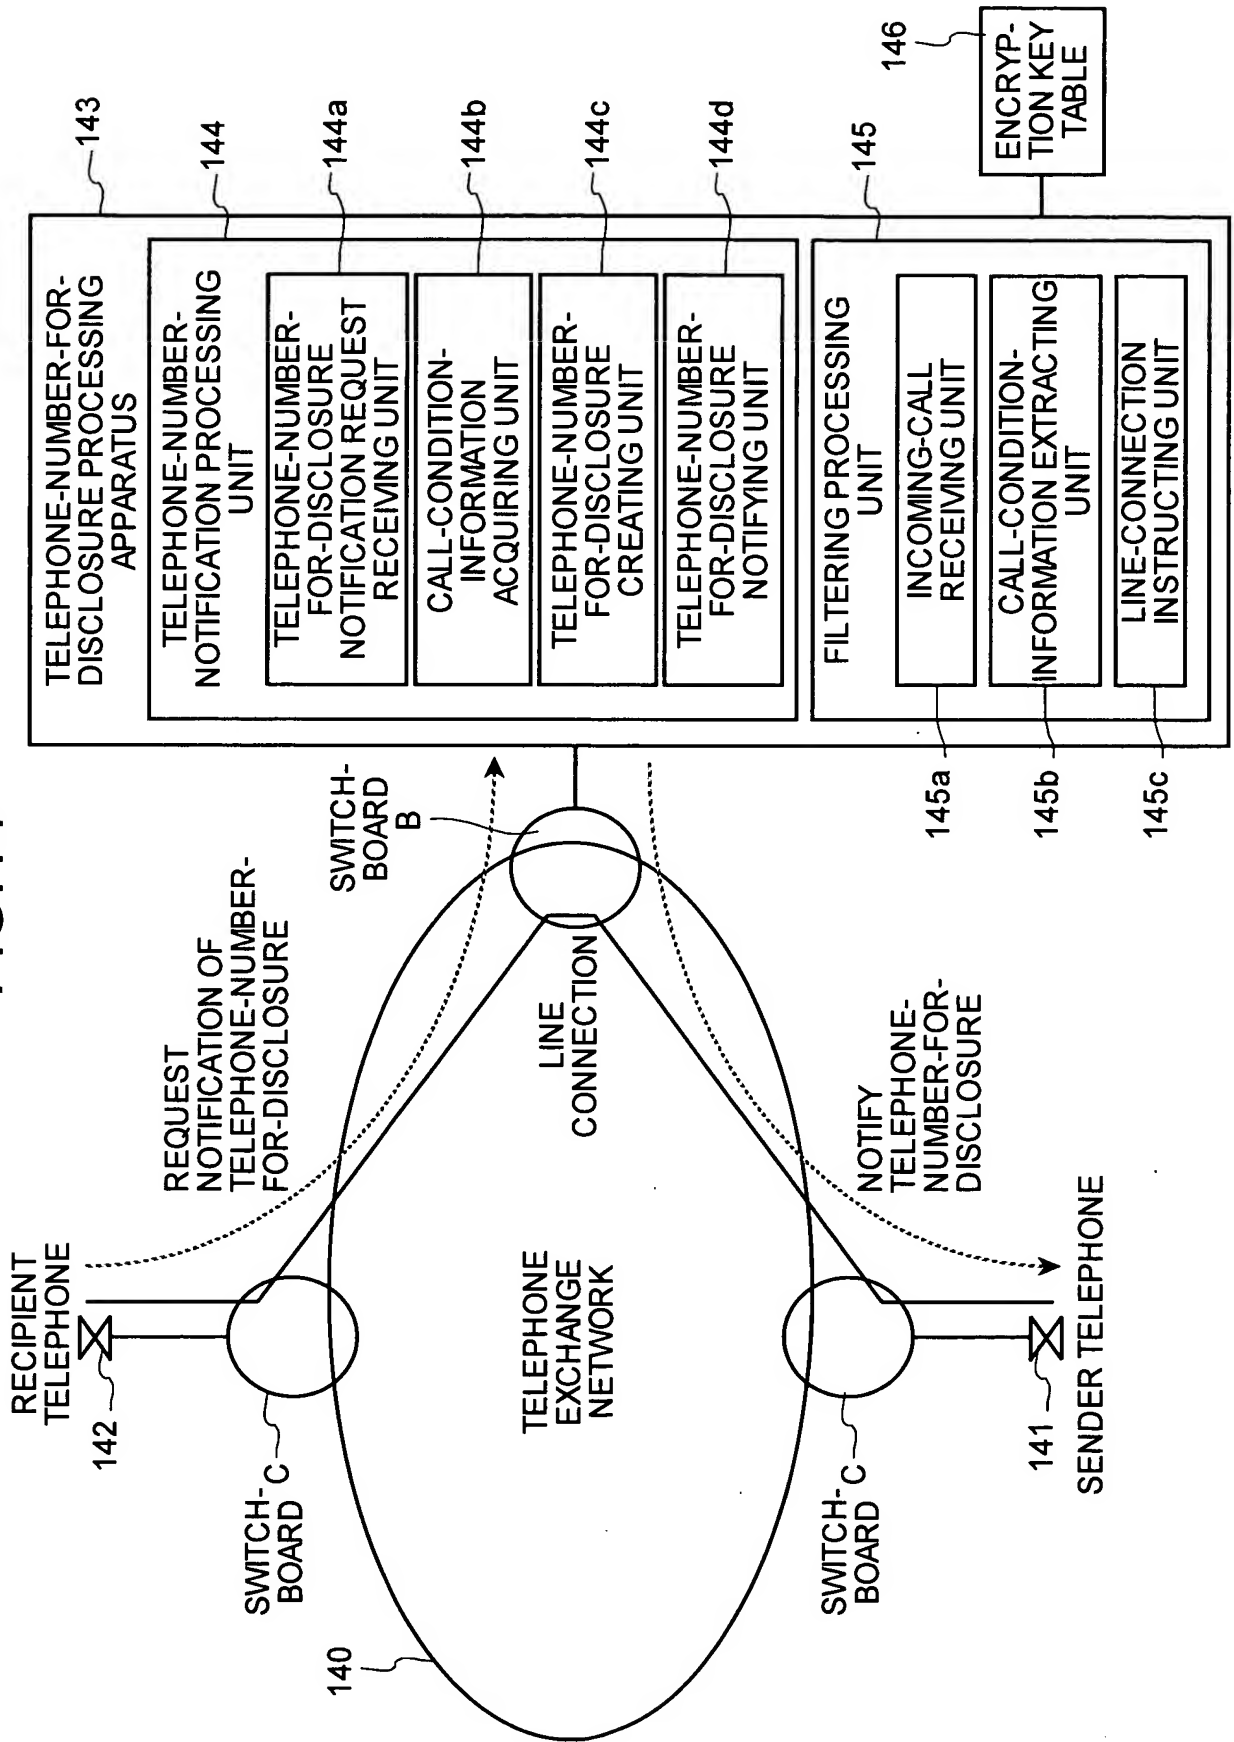 RECIPIENT
TELEPHONE
142
SWITCH-
BOARD C
140
REQUEST
NOTIFICATION OF
TELEPHONE-NUMBER-
FOR-DISCLOSURE
SWITCH-
BOARD
B
TELEPHONE
EXCHANGE
NETWORK
LINE
CONNECTION
SWITCH-
BOARD C
NOTIFY
TELEPHONE-
NUMBER-FOR-
DISCLOSURE
141
SENDER TELEPHONE
TELEPHONE-NUMBER-FOR-
DISCLOSURE PROCESSING
APPARATUS
143
TELEPHONE-NUMBER-
NOTIFICATION PROCESSING
UNIT
144
TELEPHONE-NUMBER-
FOR-DISCLOSURE
NOTIFICATION REQUEST
RECEIVING UNIT
144a
CALL-CONDITION-
INFORMATION
ACQUIRING UNIT
144b
TELEPHONE-NUMBER-
FOR-DISCLOSURE
CREATING UNIT
144c
TELEPHONE-NUMBER-
FOR-DISCLOSURE
NOTIFYING UNIT
144d
FILTERING PROCESSING
UNIT
145
INCOMING-CALL
RECEIVING UNIT
145a
CALL-CONDITION-
INFORMATION EXTRACTING
UNIT
145b
LINE-CONNECTION
INSTRUCTING UNIT
145c
146
ENCRYP-
TION KEY
TABLE